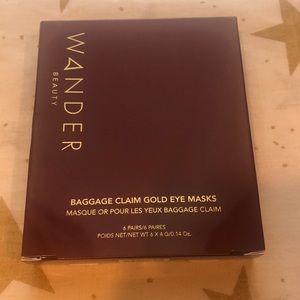 WANDER
BEAUTY
BAGGAGE CLAIM GOLD EYE MASKS
MASQUE OR POUR LES YEUX BAGGAGE CLAIM
6 PAIRS/6 PAIRES
POIDS NET/NET WT 6 X 4 G/0.14 Oz.